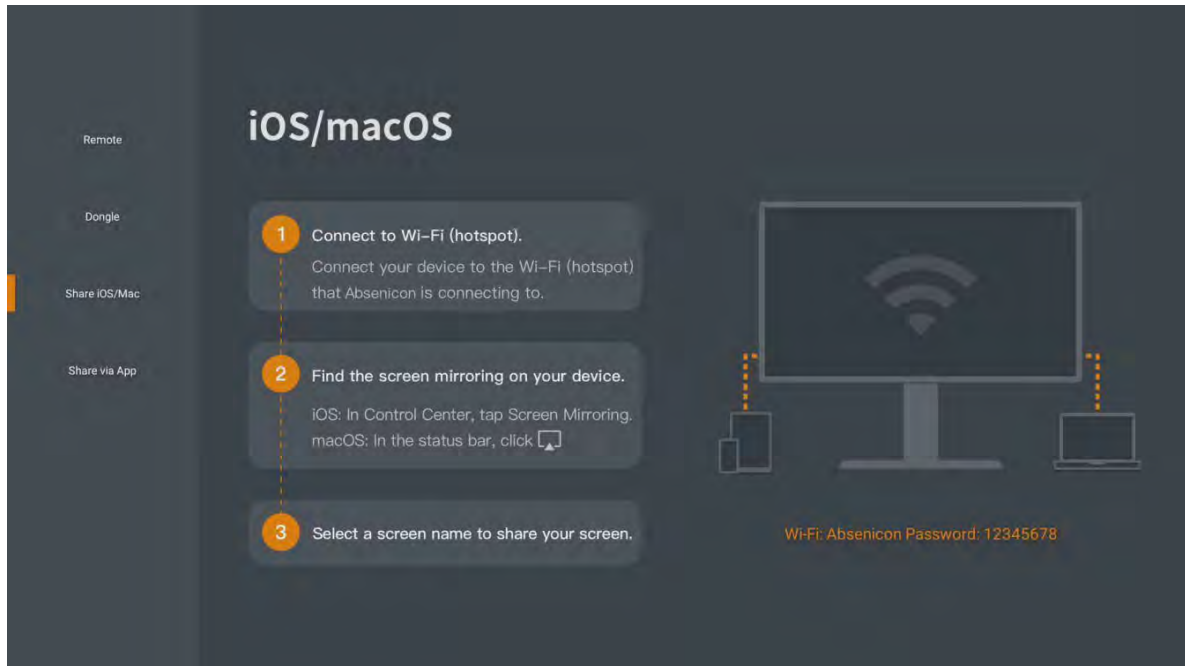 Remote
Dongle
Share iOS/Mac
Share via App
iOS/macOS
1
Connect to Wi-Fi (hotspot).
Connect your device to the Wi-Fi (hotspot)
that Absenicon is connecting to.
2
Find the screen mirroring on your device.
iOS: In Control Center, tap Screen Mirroring.
macOS: In the status bar, click
3
Select a screen name to share your screen.
Wi-Fi: Absenicon Password: 12345678